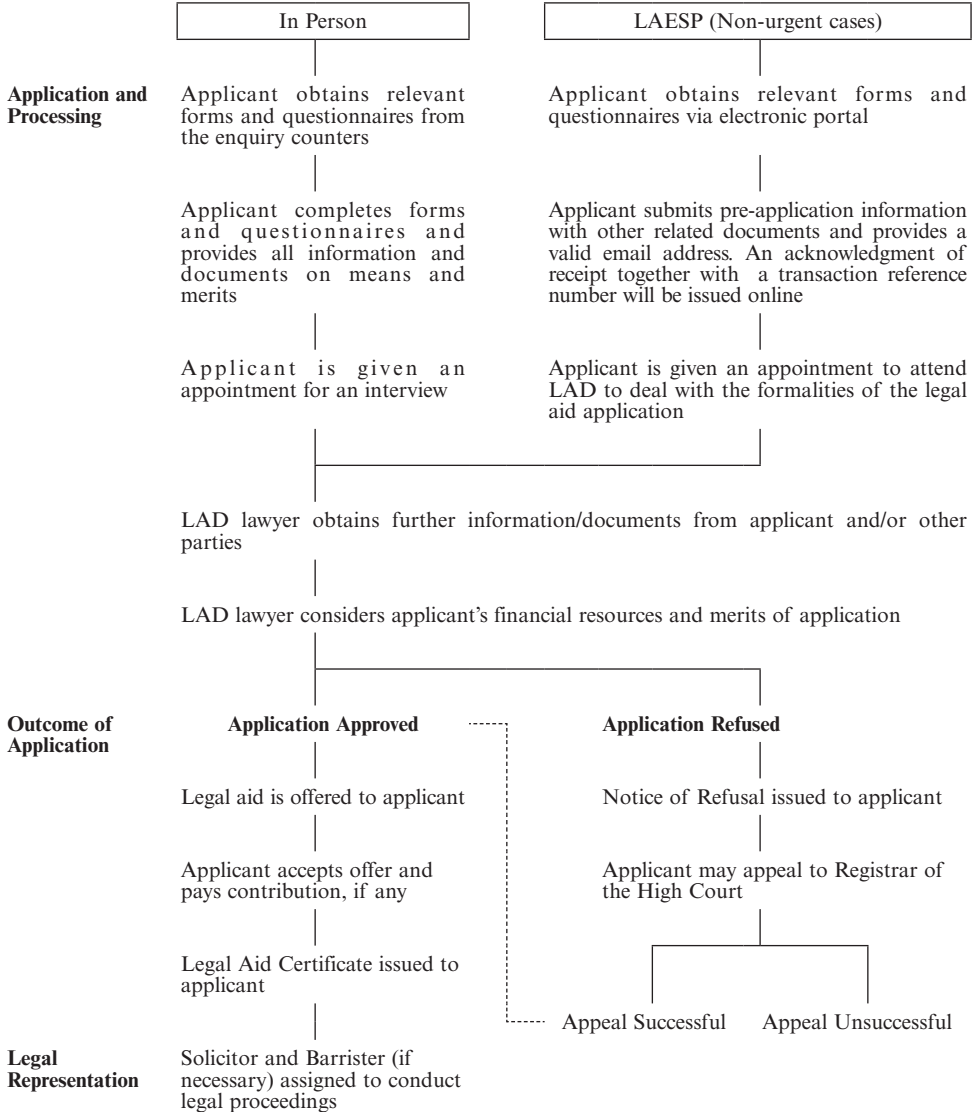 In Person
LAESP (Non-urgent cases)
Application and
Processing
Applicant obtains relevant
forms and questionnaires from
the enquiry counters
Applicant obtains relevant forms and
questionnaires via electronic portal
Applicant completes forms
and questionnaires and
provides all information and
documents on means and
merits
Applicant submits pre-application information
with other related documents and provides a
valid email address. An acknowledgment of
receipt together with a transaction reference
number will be issued online
Applicant is given an
appointment for an interview
Applicant is given an appointment to attend
LAD to deal with the formalities of the legal
aid application
LAD lawyer obtains further information/documents from applicant and/or other
parties
LAD lawyer considers applicant's financial resources and merits of application
Outcome of
Application
Application Approved
Application Refused
Legal aid is offered to applicant
Notice of Refusal issued to applicant
Applicant accepts offer and
pays contribution, if any
Applicant may appeal to Registrar of
the High Court
Legal Aid Certificate issued to
applicant
Appeal Successful
Appeal Unsuccessful
Legal
Representation
Solicitor and Barrister (if
necessary) assigned to conduct
legal proceedings